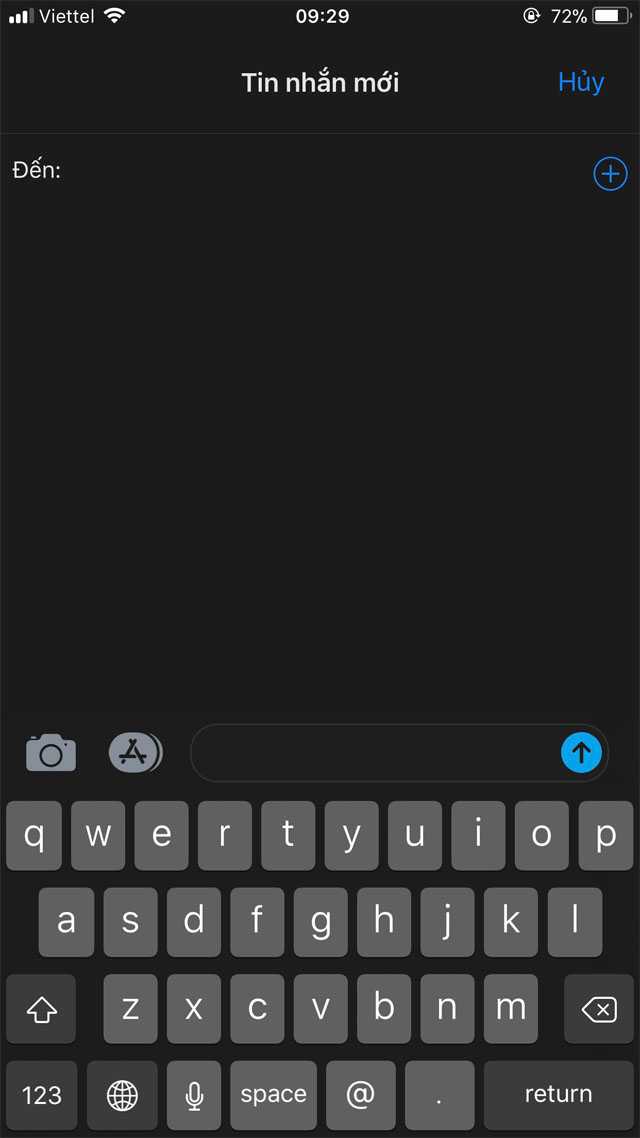 Viettel 09:29 72%
Tin nhắn mới Hủy
Đến:
q w e r t y u i o p
a s d f g h j k l
z x c v b n m
123 space @ . return